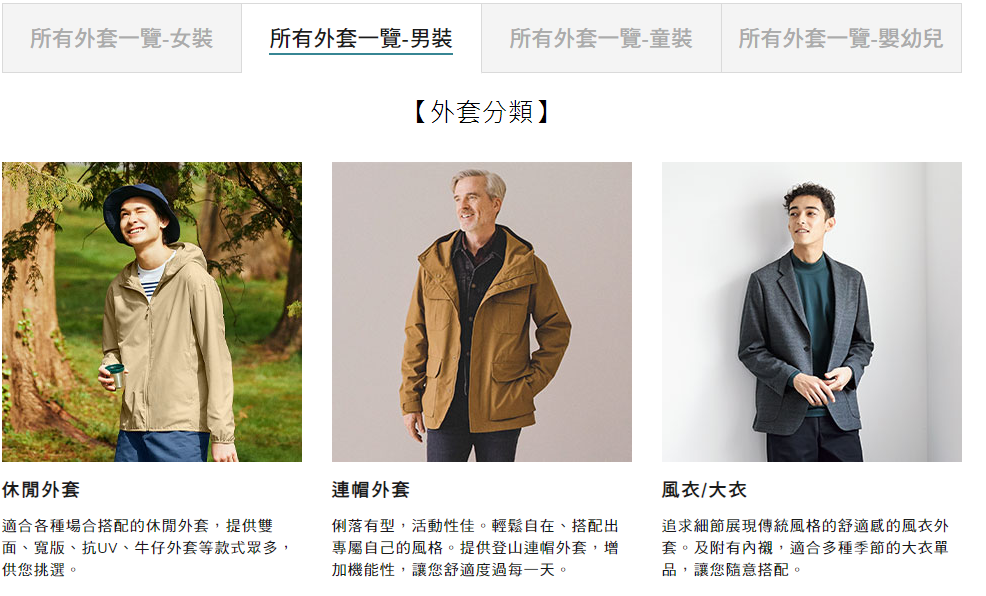 所有外套一覽-女裝
所有外套一覽-男裝
所有外套一覽-童裝
所有外套一覽-嬰幼兒
【外套分類】
休閒外套
適合各種場合搭配的休閒外套，提供雙
面、寬版、抗UV、牛仔外套等款式眾多，
供您挑選。
連帽外套
俐落有型，活動性佳。輕鬆自在、搭配出
專屬自己的風格。提供登山連帽外套，增
加機能性，讓您舒適度過每一天。
風衣/大衣
追求細節展現傳統風格的舒適感的風衣外
套。及附有內襯，適合多種季節的大衣單
品，讓您隨意搭配。